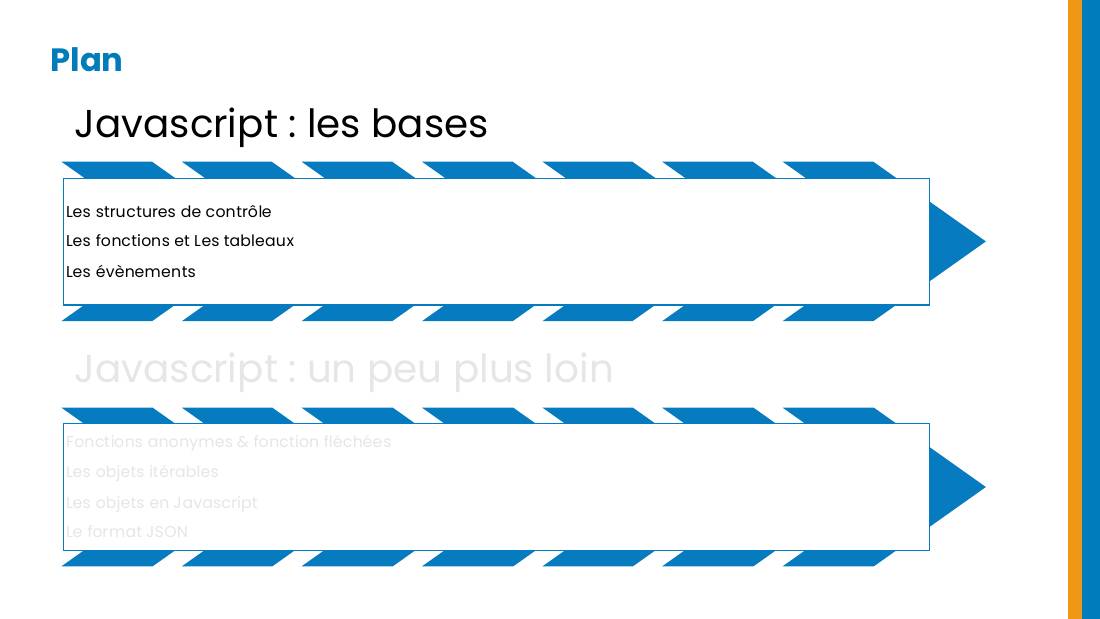 Plan
Javascript : les bases
Les structures de contrôle
Les fonctions et Les tableaux
Les évènements
Javascript : un peu plus loin
Fonctions anonymes & fonction fléchées
Les objets itérables
Les objets en Javascript
Le format JSON